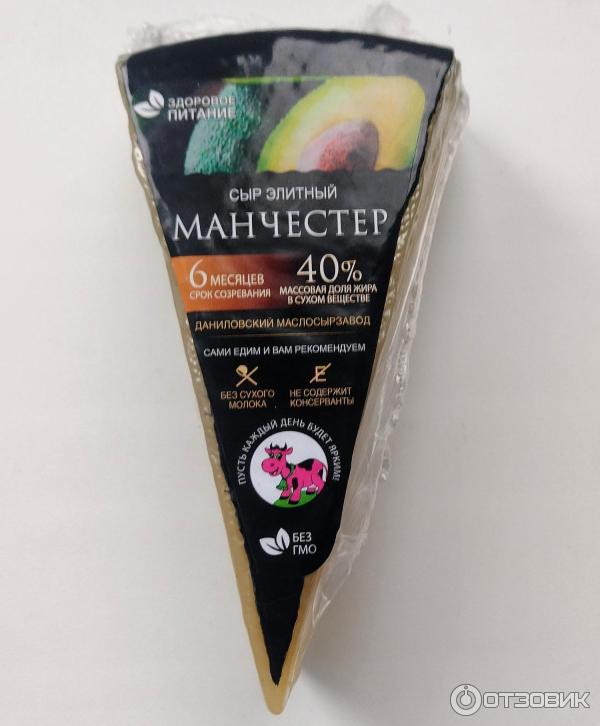 ЗДОРОВОЕ
ПИТАНИЕ
СЫР ЭЛИТНЫЙ
МАНЧЕСТЕР
6 МЕСЯЦЕВ
СРОК СОЗРЕВАНИЯ
40%
МАССОВАЯ ДОЛЯ ЖИРА
В СУХОМ ВЕЩЕСТВЕ
ДАНИЛОВСКИЙ МАСЛОСЫРЗАВОД
САМИ ЕДИМ И ВАМ РЕКОМЕНДУЕМ
БЕЗ СУХОГО
МОЛОКА
E
НЕ СОДЕРЖИТ
КОНСЕРВАНТЫ
ПУСТЬ КАЖДЫЙ ДЕНЬ БУДЕТ ЯРКИМ!
БЕЗ
ГМО
ОТЗОВИК